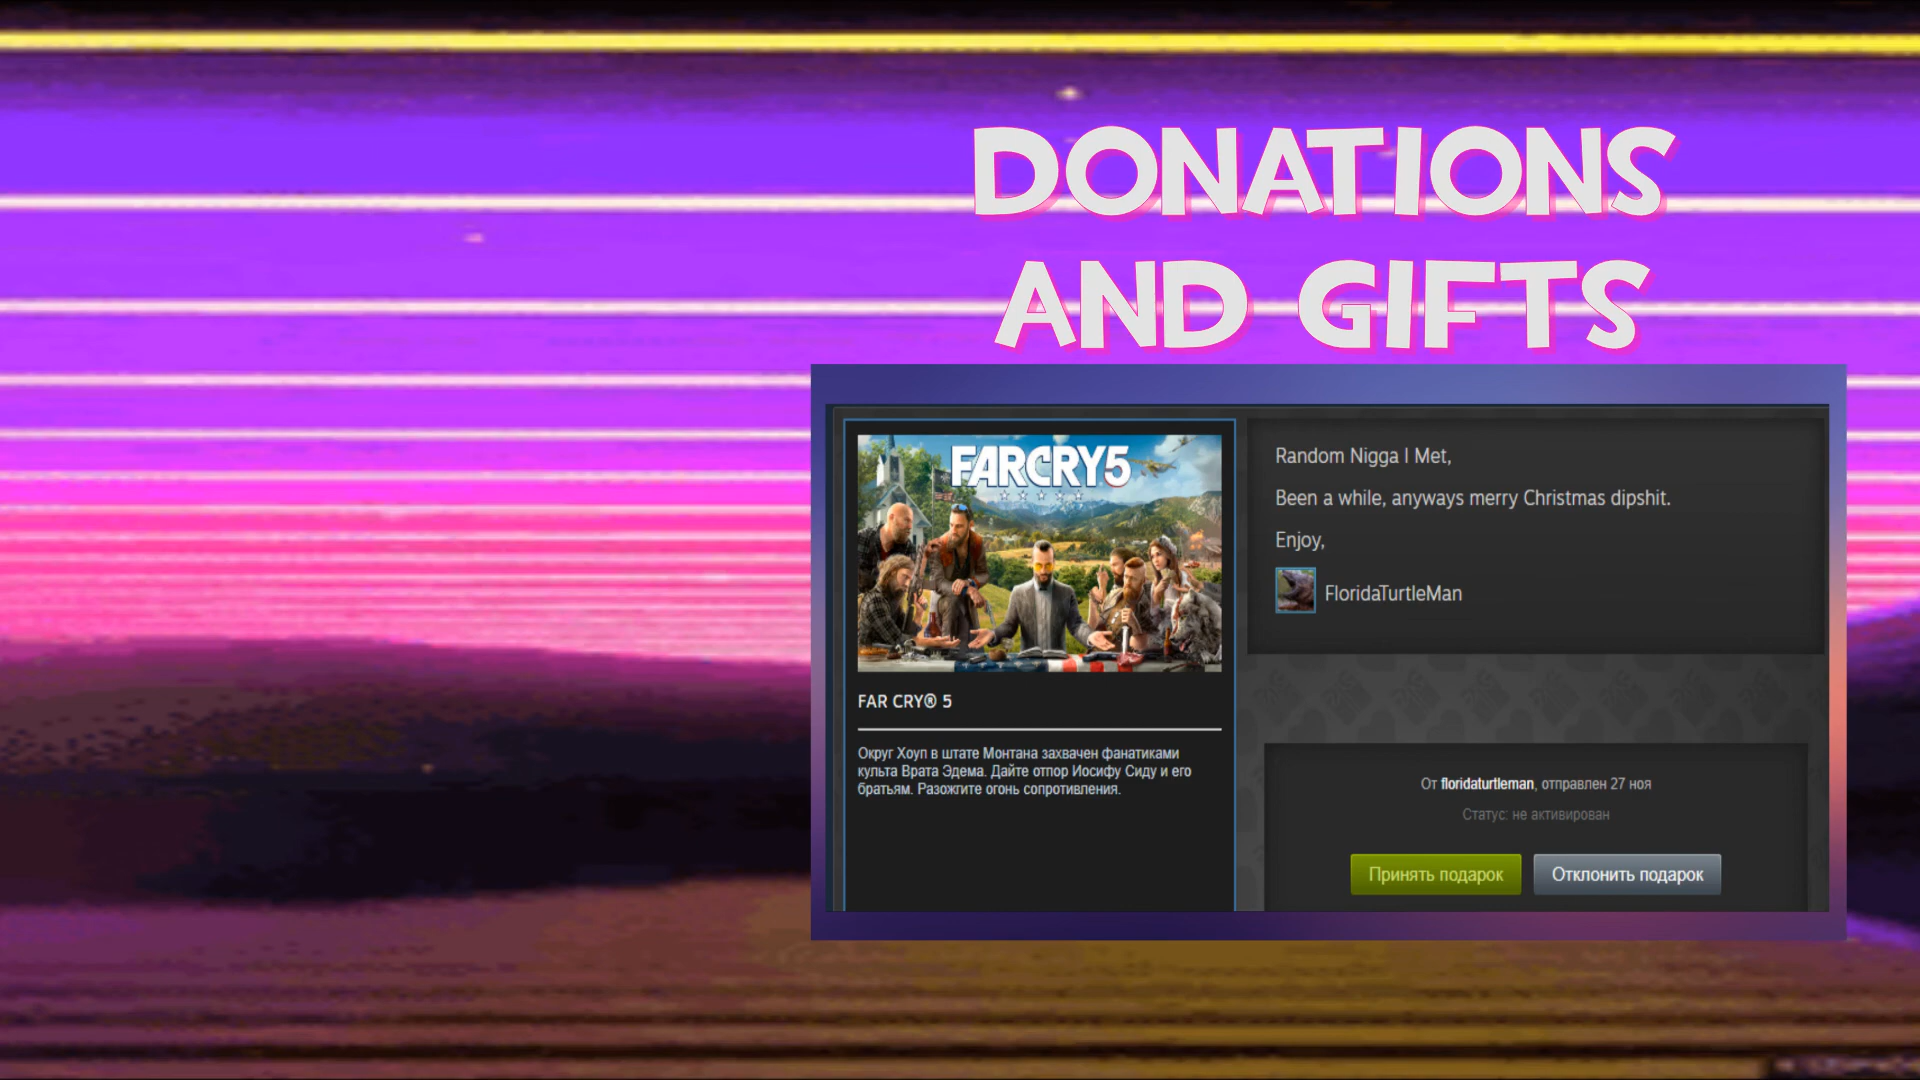 DONATIONS
AND GIFTS
FARCRY5
FAR CRY® 5
Округ Хоуп в штате Монтана захвачен фанатиками
культа Врата Эдема. Дайте отпор Иосифу Сиду и его
братьям. Разожгите огонь сопротивления.
Random Nigga I Met,
Been a while, anyways merry Christmas dipshit.
Enjoy,
FloridaTurtleMan
От floridaturtleman, отправлен 27 ноя
Статус: не активирован
Принять подарок
Отклонить подарок